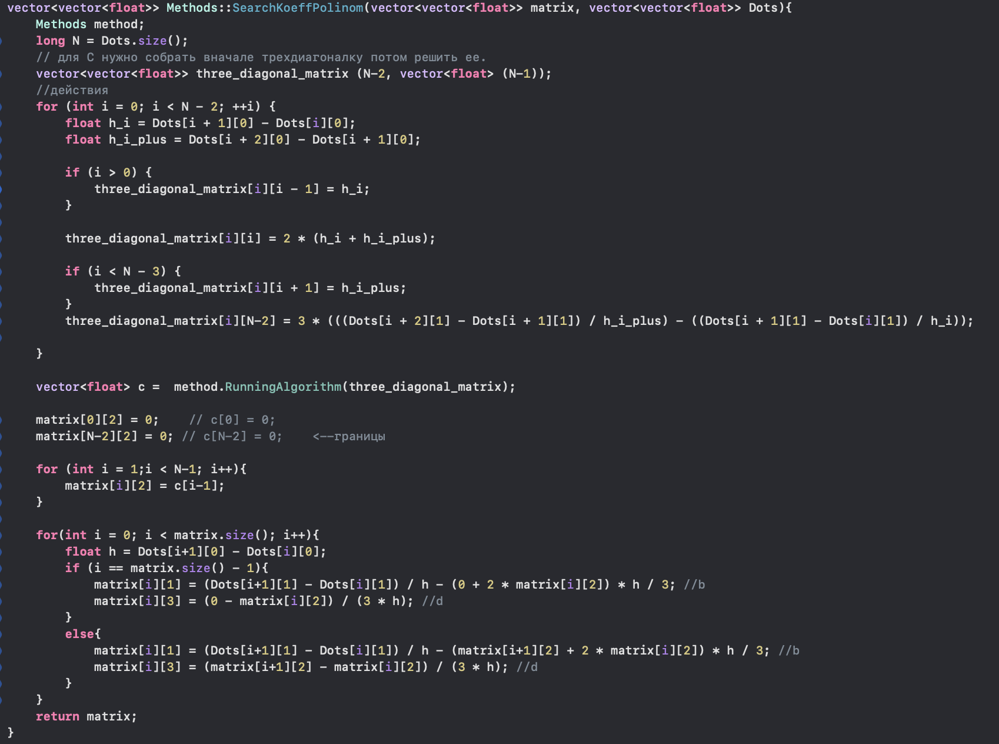 vector<vector<float>> Methods::SearchKoeffPolinom(vector<vector<float>> matrix, vector<vector<float>> Dots){
    Methods method;
    long N = Dots.size();
    // для С нужно собрать вначале трехдиагоналку потом решить ее.
    vector<vector<float>> three_diagonal_matrix (N-2, vector<float> (N-1));
    //действия
    for (int i = 0; i < N - 2; ++i) {
        float h_i = Dots[i + 1][0] - Dots[i][0];
        float h_i_plus = Dots[i + 2][0] - Dots[i + 1][0];
        if (i > 0) {
            three_diagonal_matrix[i][i - 1] = h_i;
        }
        three_diagonal_matrix[i][i] = 2 * (h_i + h_i_plus);
        if (i < N - 3) {
            three_diagonal_matrix[i][i + 1] = h_i_plus;
        }
        three_diagonal_matrix[i][N-2] = 3 * (((Dots[i + 2][1] - Dots[i + 1][1]) / h_i_plus) - ((Dots[i + 1][1] - Dots[i][1]) / h_i));
    }
    vector<float> c =  method.RunningAlgorithm(three_diagonal_matrix);
    matrix[0][2] = 0;    // c[0] = 0;
    matrix[N-2][2] = 0; // c[N-2] = 0;    <--границы
    for (int i = 1;i < N-1; i++){
        matrix[i][2] = c[i-1];
    }
    for(int i = 0; i < matrix.size(); i++){
        float h = Dots[i+1][0] - Dots[i][0];
        if (i == matrix.size() - 1){
            matrix[i][1] = (Dots[i+1][1] - Dots[i][1]) / h - (0 + 2 * matrix[i][2]) * h / 3; //b
            matrix[i][3] = (0 - matrix[i][2]) / (3 * h); //d
        }
        else{
            matrix[i][1] = (Dots[i+1][1] - Dots[i][1]) / h - (matrix[i+1][2] + 2 * matrix[i][2]) * h / 3; //b
            matrix[i][3] = (matrix[i+1][2] - matrix[i][2]) / (3 * h); //d
        }
    }
    return matrix;
}